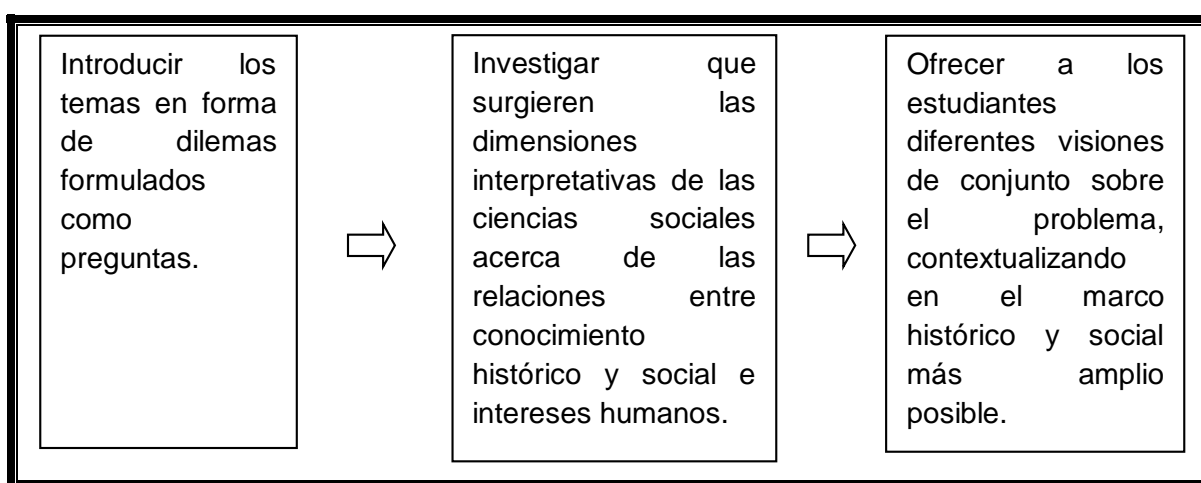 Introducir los
temas en forma
de dilemas
formulados
como
preguntas.
Investigar que
surgieren las
dimensiones
interpretativas de las
ciencias sociales
acerca de las
relaciones entre
conocimiento
histórico y social e
intereses humanos.
Ofrecer a los
estudiantes
diferentes visiones
de conjunto sobre
el problema,
contextualizando
en el marco
histórico y social
más amplio
posible.